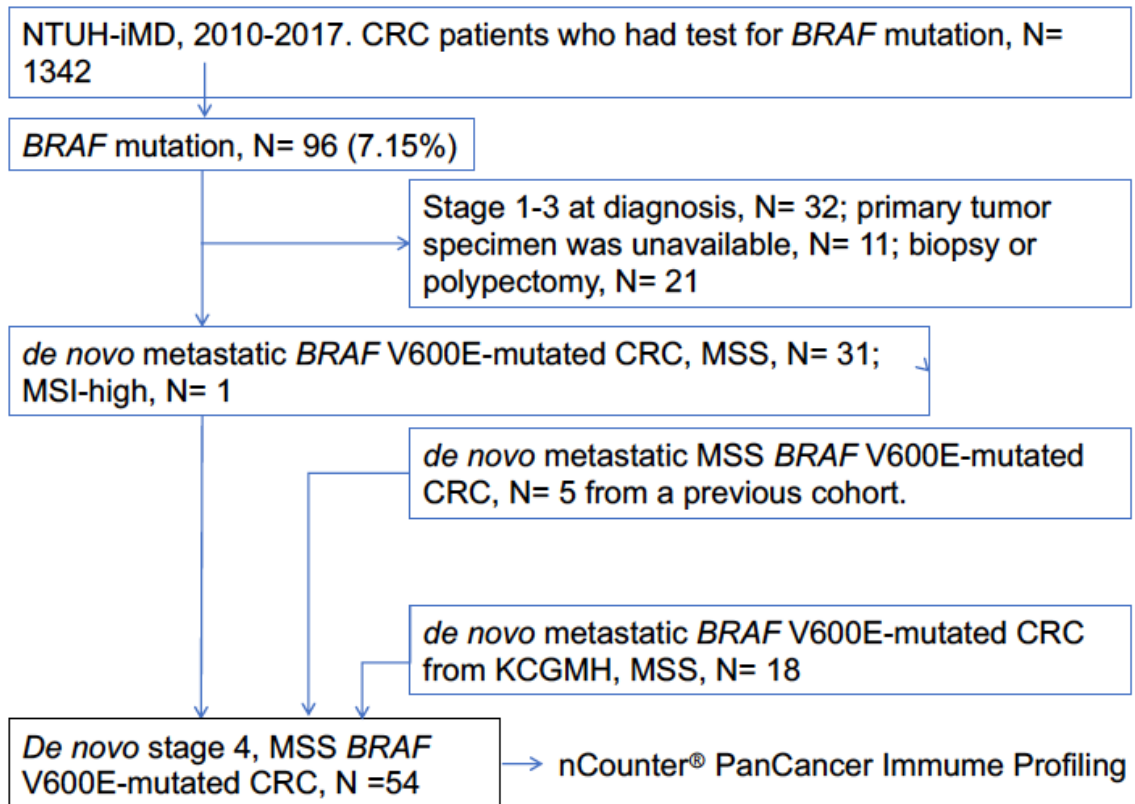 NTUH-iMD, 2010-2017. CRC patients who had test for BRAF mutation, N=
1342
BRAF mutation, N= 96 (7.15%)
Stage 1-3 at diagnosis, N= 32; primary tumor
specimen was unavailable, N= 11; biopsy or
polypectomy, N= 21
de novo metastatic BRAF V600E-mutated CRC, MSS, N= 31;
MSI-high, N= 1
de novo metastatic MSS BRAF V600E-mutated
CRC, N= 5 from a previous cohort.
de novo metastatic BRAF V600E-mutated CRC
from KCGMH, MSS, N= 18
De novo stage 4, MSS BRAF
V600E-mutated CRC, N =54
nCounter® PanCancer Immume Profiling